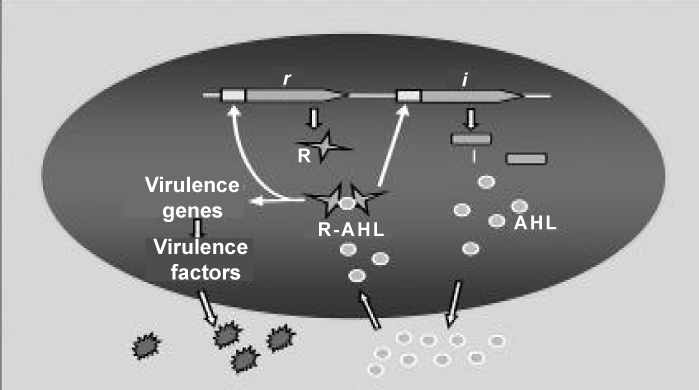 r
i
R
Virulence
genes
R-AHL
AHL
Virulence
factors